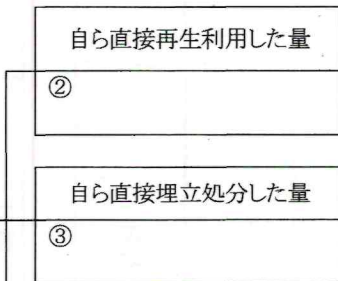 自ら直接再生利用した量
②
自ら直接埋立処分した量
③